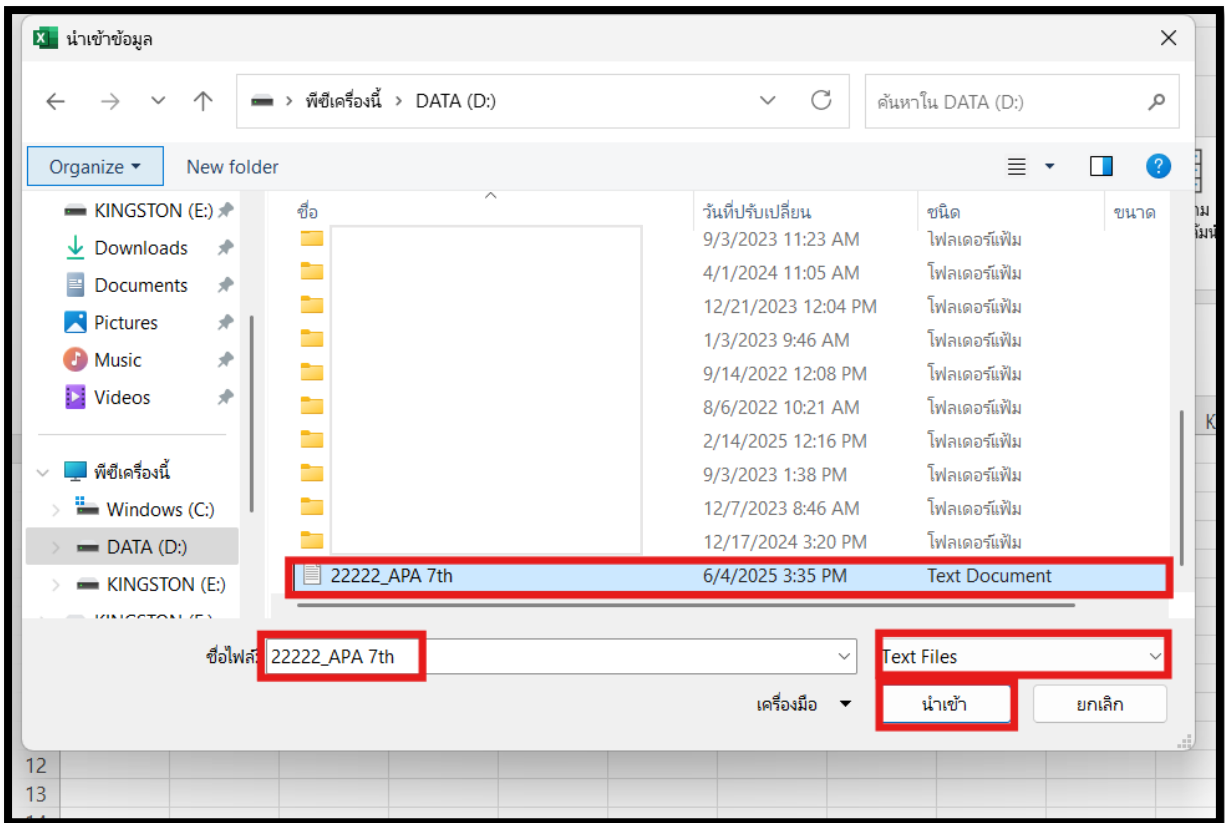 นำเข้าข้อมูล
พีซีเครื่องนี้ > DATA (D:)
ค้นหาใน DATA (D:)
Organize
New folder
ชื่อ วันที่ปรับเปลี่ยน ชนิด ขนาด
KINGSTON (E:)
Downloads
Documents
Pictures
Music
Videos
พีซีเครื่องนี้
Windows (C:)
DATA (D:)
KINGSTON (E:)
9/3/2023 11:23 AM โฟลเดอร์แฟ้ม
4/1/2024 11:05 AM โฟลเดอร์แฟ้ม
12/21/2023 12:04 PM โฟลเดอร์แฟ้ม
1/3/2023 9:46 AM โฟลเดอร์แฟ้ม
9/14/2022 12:08 PM โฟลเดอร์แฟ้ม
8/6/2022 10:21 AM โฟลเดอร์แฟ้ม
2/14/2025 12:16 PM โฟลเดอร์แฟ้ม
9/3/2023 1:38 PM โฟลเดอร์แฟ้ม
12/7/2023 8:46 AM โฟลเดอร์แฟ้ม
12/17/2024 3:20 PM โฟลเดอร์แฟ้ม
22222_APA 7th 6/4/2025 3:35 PM Text Document
ชื่อไฟล์: 22222_APA 7th
Text Files
เครื่องมือ
นำเข้า
ยกเลิก
K
12
13